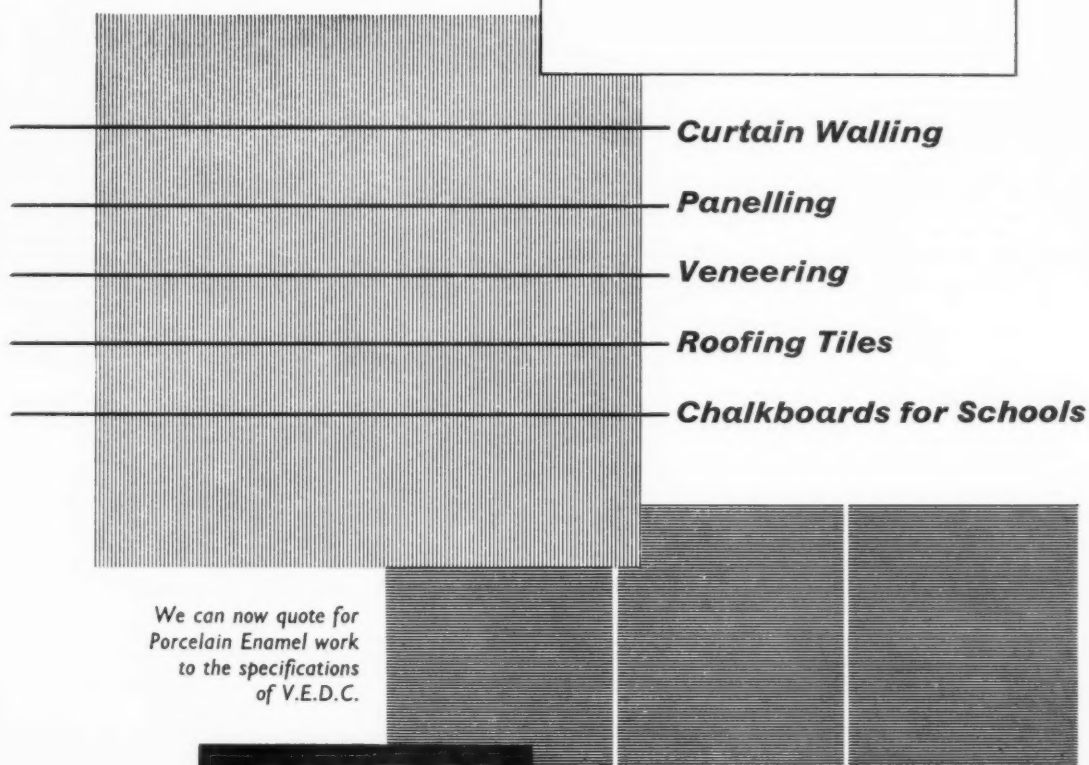 Curtain Walling
Panelling
Veneering
Roofing Tiles
Chalkboards for Schools
We can now quote for
Porcelain Enamel work
to the specifications
of V.E.D.C.